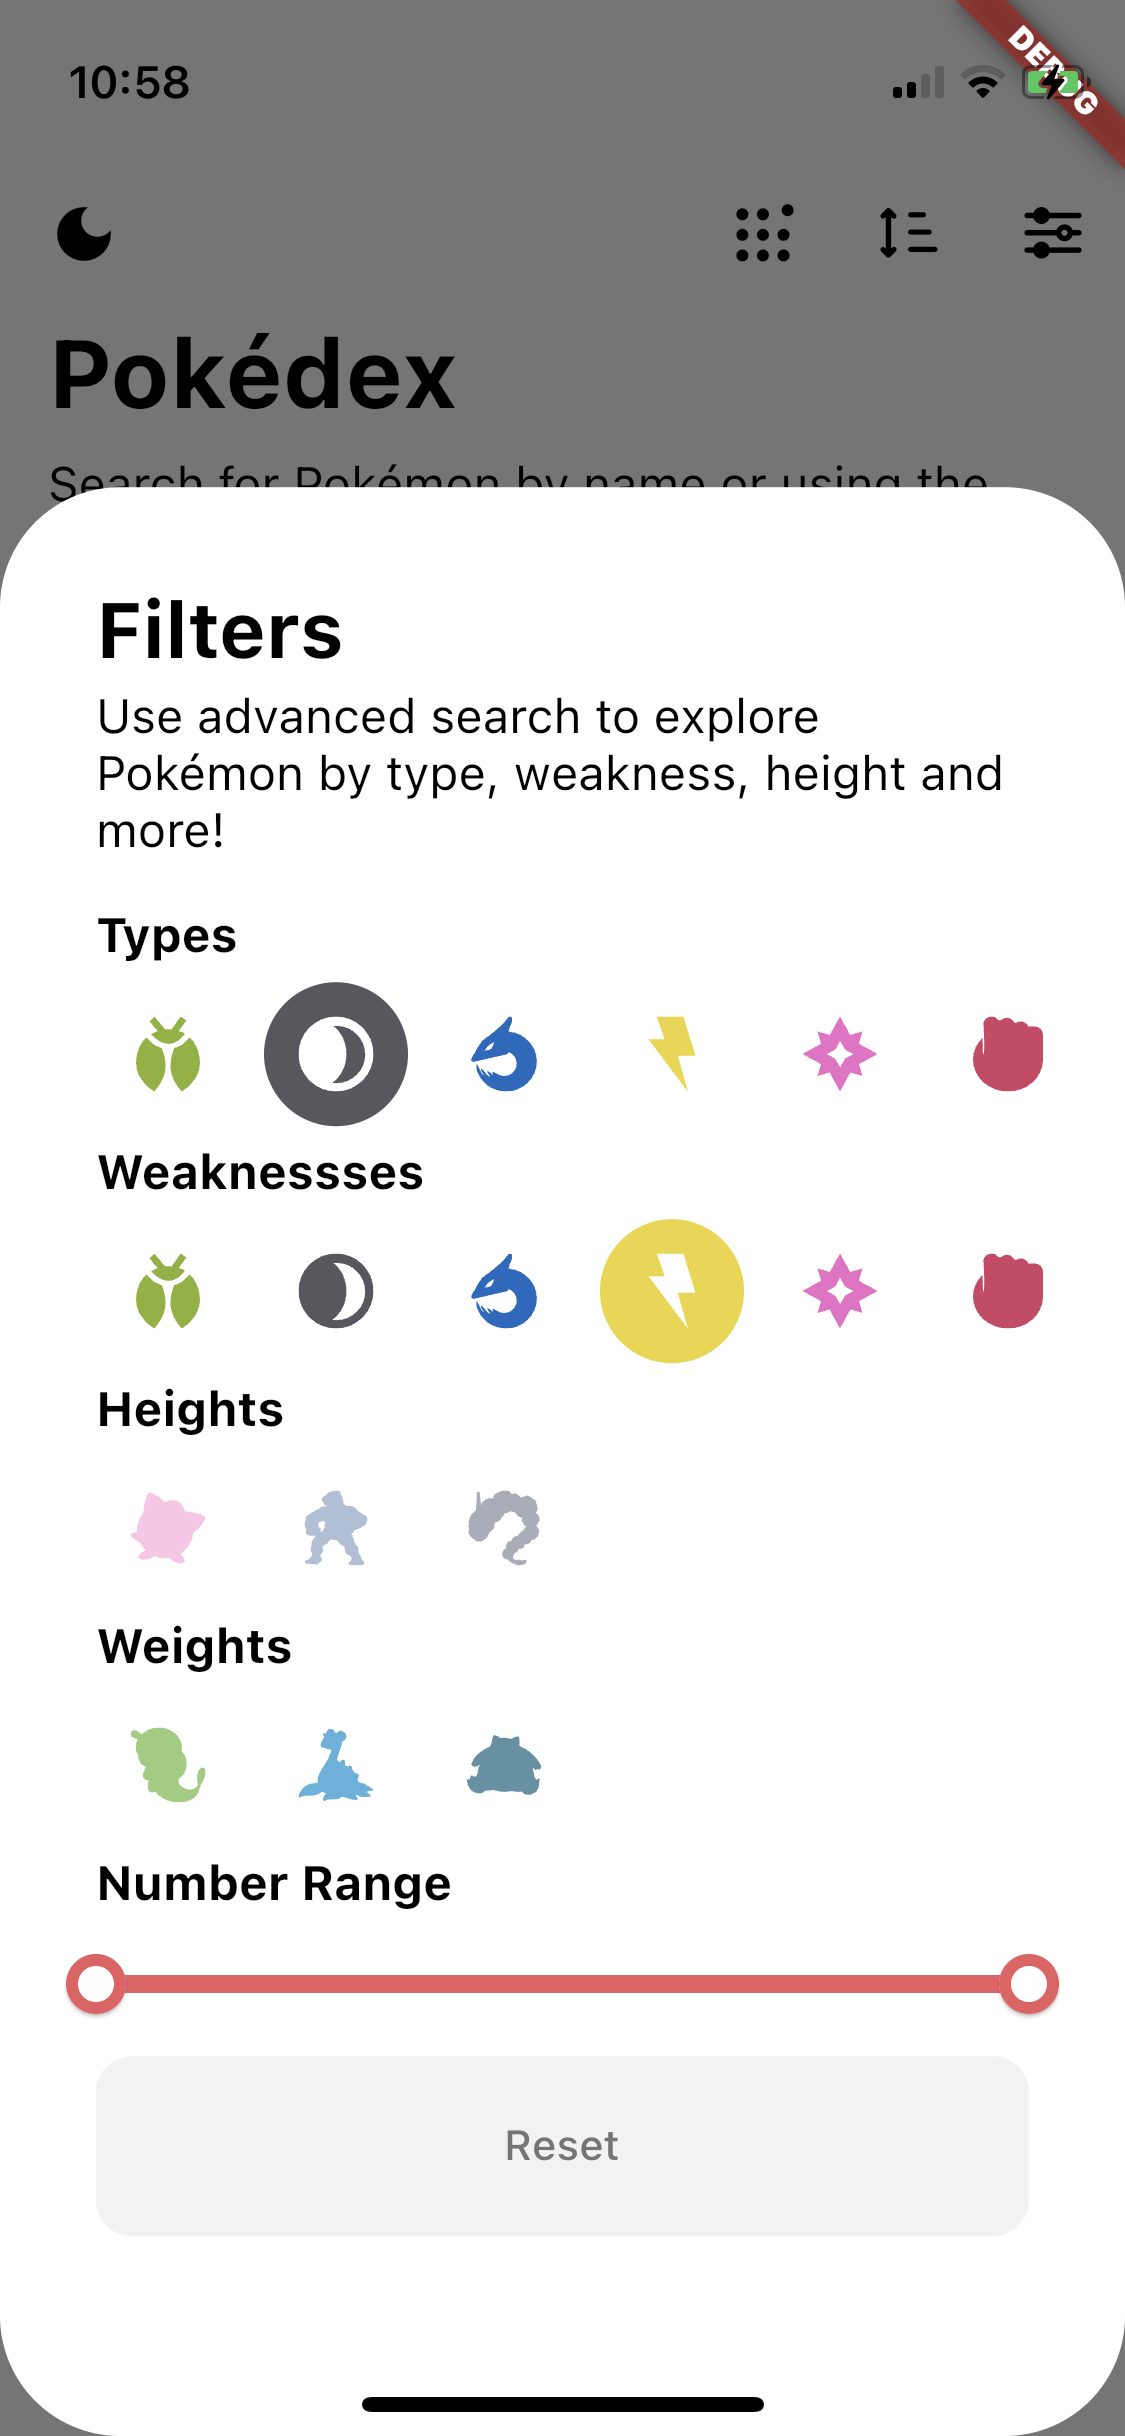 10:58
DEBUG
Pokédex
Search for Pokémon by name or using the
Filters
Use advanced search to explore
Pokémon by type, weakness, height and
more!
Types
Weaknessses
Heights
Weights
Number Range
Reset